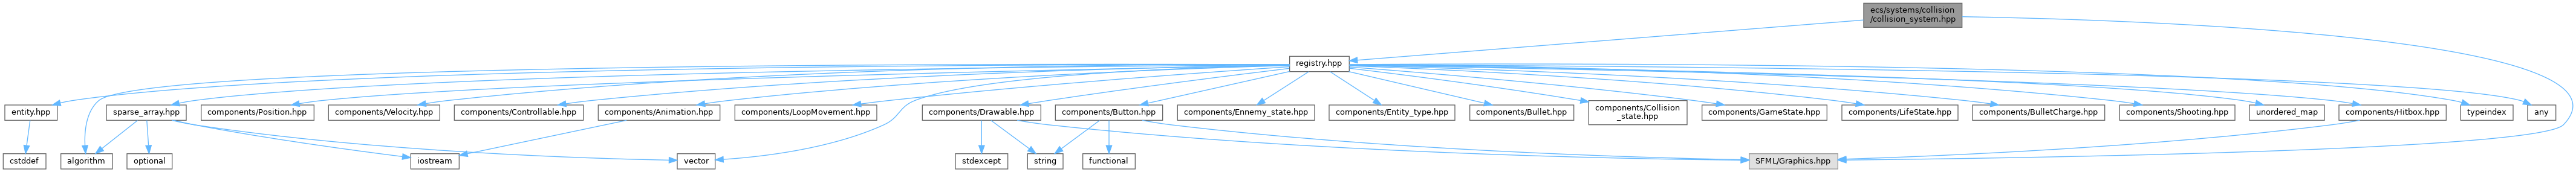 ecs/systems/collision
/collision_system.hpp
registry.hpp
entity.hpp
sparse_array.hpp
components/Position.hpp
components/Velocity.hpp
components/Controllable.hpp
components/Animation.hpp
components/LoopMovement.hpp
components/Drawable.hpp
components/Button.hpp
components/Ennemy_state.hpp
components/Entity_type.hpp
components/Bullet.hpp
components/Collision
_state.hpp
components/GameState.hpp
components/LifeState.hpp
components/BulletCharge.hpp
components/Shooting.hpp
unordered_map
components/Hitbox.hpp
typeindex
any
cstddef
algorithm
optional
iostream
vector
stdexcept
string
functional
SFML/Graphics.hpp